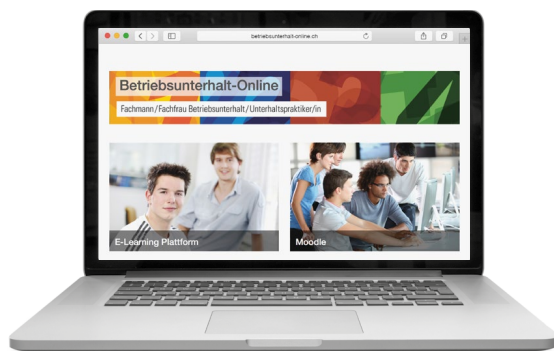 betriebsunterhalt-online.ch
Betriebsunterhalt-Online
Fachmann/Fachfrau Betriebsunterhalt/Unterhaltspraktiker/in
E-Learning Plattform
Moodle